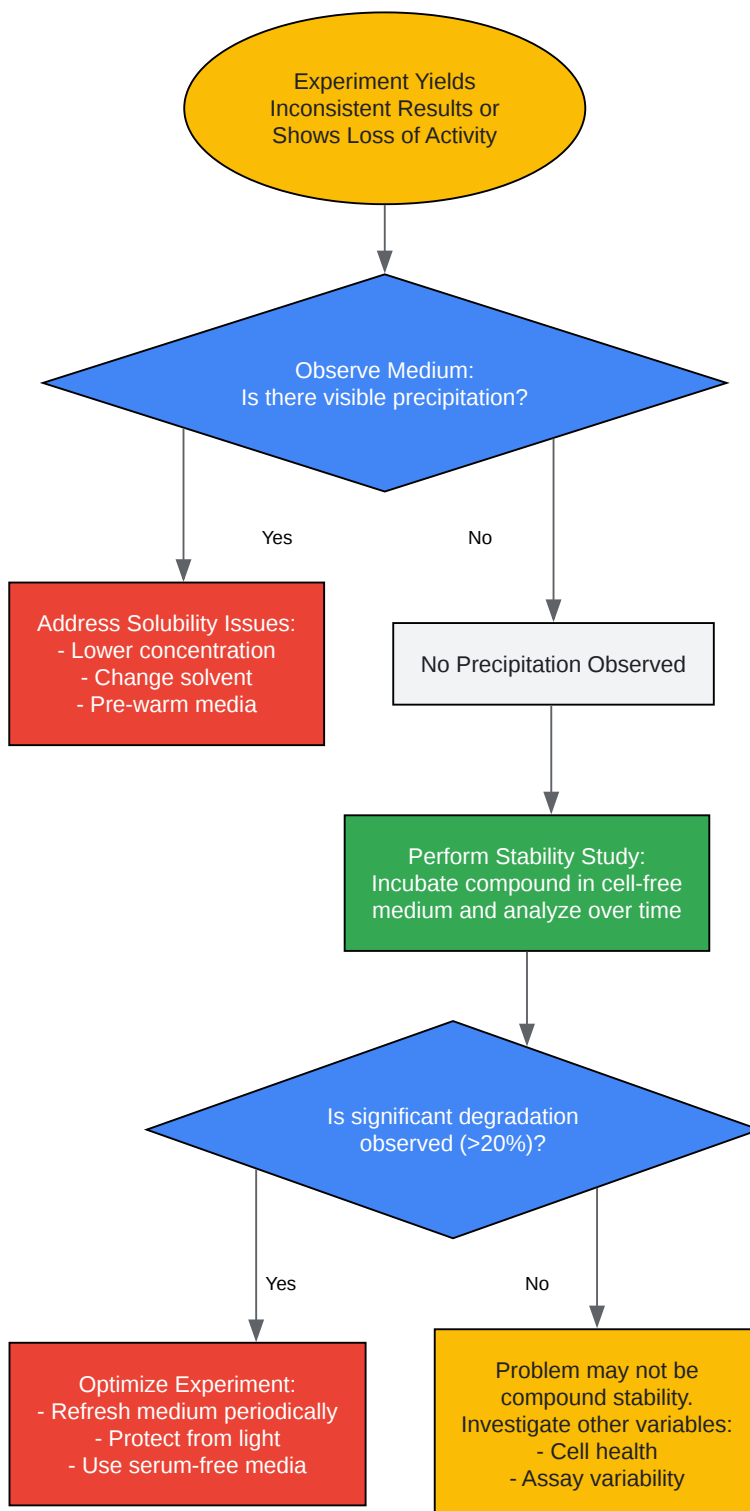 Experiment Yields
Inconsistent Results or
Shows Loss of Activity
Observe Medium:
Is there visible precipitation?
Yes
No
Address Solubility Issues:
- Lower concentration
- Change solvent
- Pre-warm media
No Precipitation Observed
Perform Stability Study:
Incubate compound in cell-free
medium and analyze over time
Is significant degradation
observed (>20%)?
Yes
No
Optimize Experiment:
- Refresh medium periodically
- Protect from light
- Use serum-free media
Problem may not be
compound stability.
Investigate other variables:
- Cell health
- Assay variability